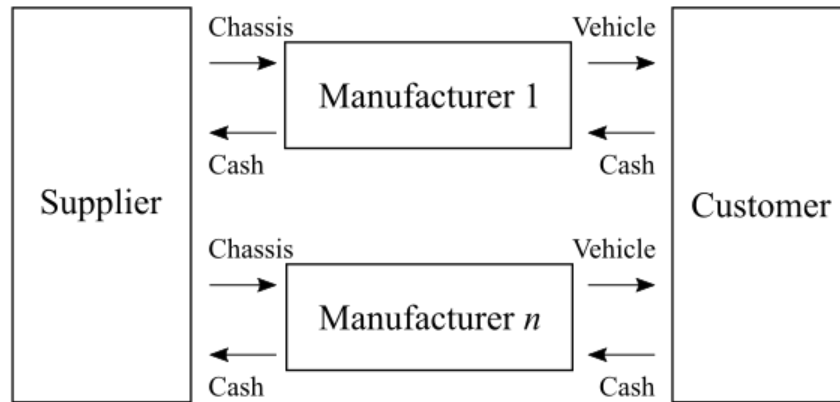 Chassis
Vehicle
Manufacturer 1
Cash
Cash
Supplier
Customer
Chassis
Vehicle
Manufacturer n
Cash
Cash